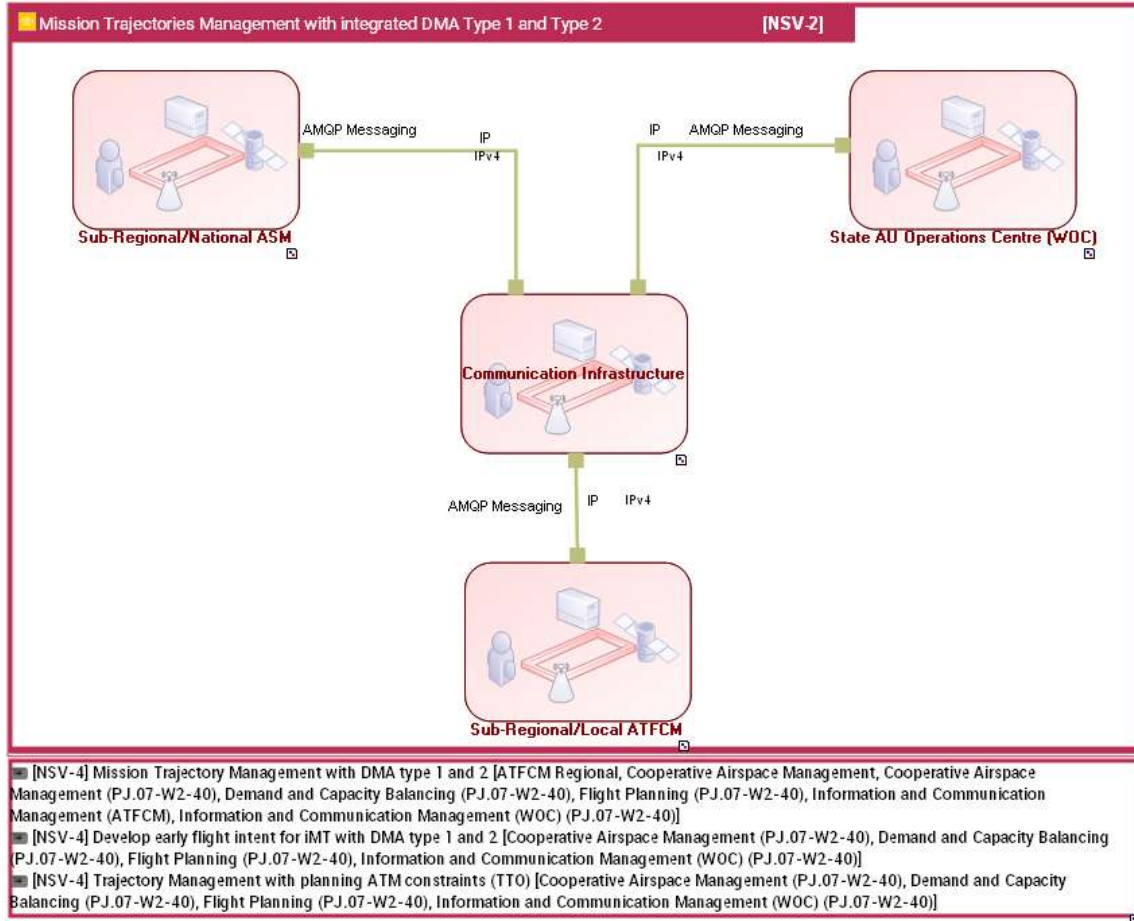 Mission Trajectories Management with integrated DMA Type 1 and Type 2 [NSV-2]
AMQP Messaging IP IPv4
IP AMQP Messaging IPv4
Sub-Regional/National ASM
State AU Operations Centre (WOC)
Communication Infrastructure
AMQP Messaging IP IPv4
Sub-Regional/Local ATFCM
[NSV-4] Mission Trajectory Management with DMA type 1 and 2 [ATFCM Regional, Cooperative Airspace Management, Cooperative Airspace
Management (PJ.07-W2-40), Demand and Capacity Balancing (PJ.07-W2-40), Flight Planning (PJ.07-W2-40), Information and Communication
Management (ATFCM), Information and Communication Management (WOC) (PJ.07-W2-40)]
[NSV-4] Develop early flight intent for iMT with DMA type 1 and 2 [Cooperative Airspace Management (PJ.07-W2-40), Demand and Capacity Balancing
(PJ.07-W2-40), Flight Planning (PJ.07-W2-40), Information and Communication Management (WOC) (PJ.07-W2-40)]
[NSV-4] Trajectory Management with planning ATM constraints (TTO) [Cooperative Airspace Management (PJ.07-W2-40), Demand and Capacity
Balancing (PJ.07-W2-40), Flight Planning (PJ.07-W2-40), Information and Communication Management (WOC) (PJ.07-W2-40)]